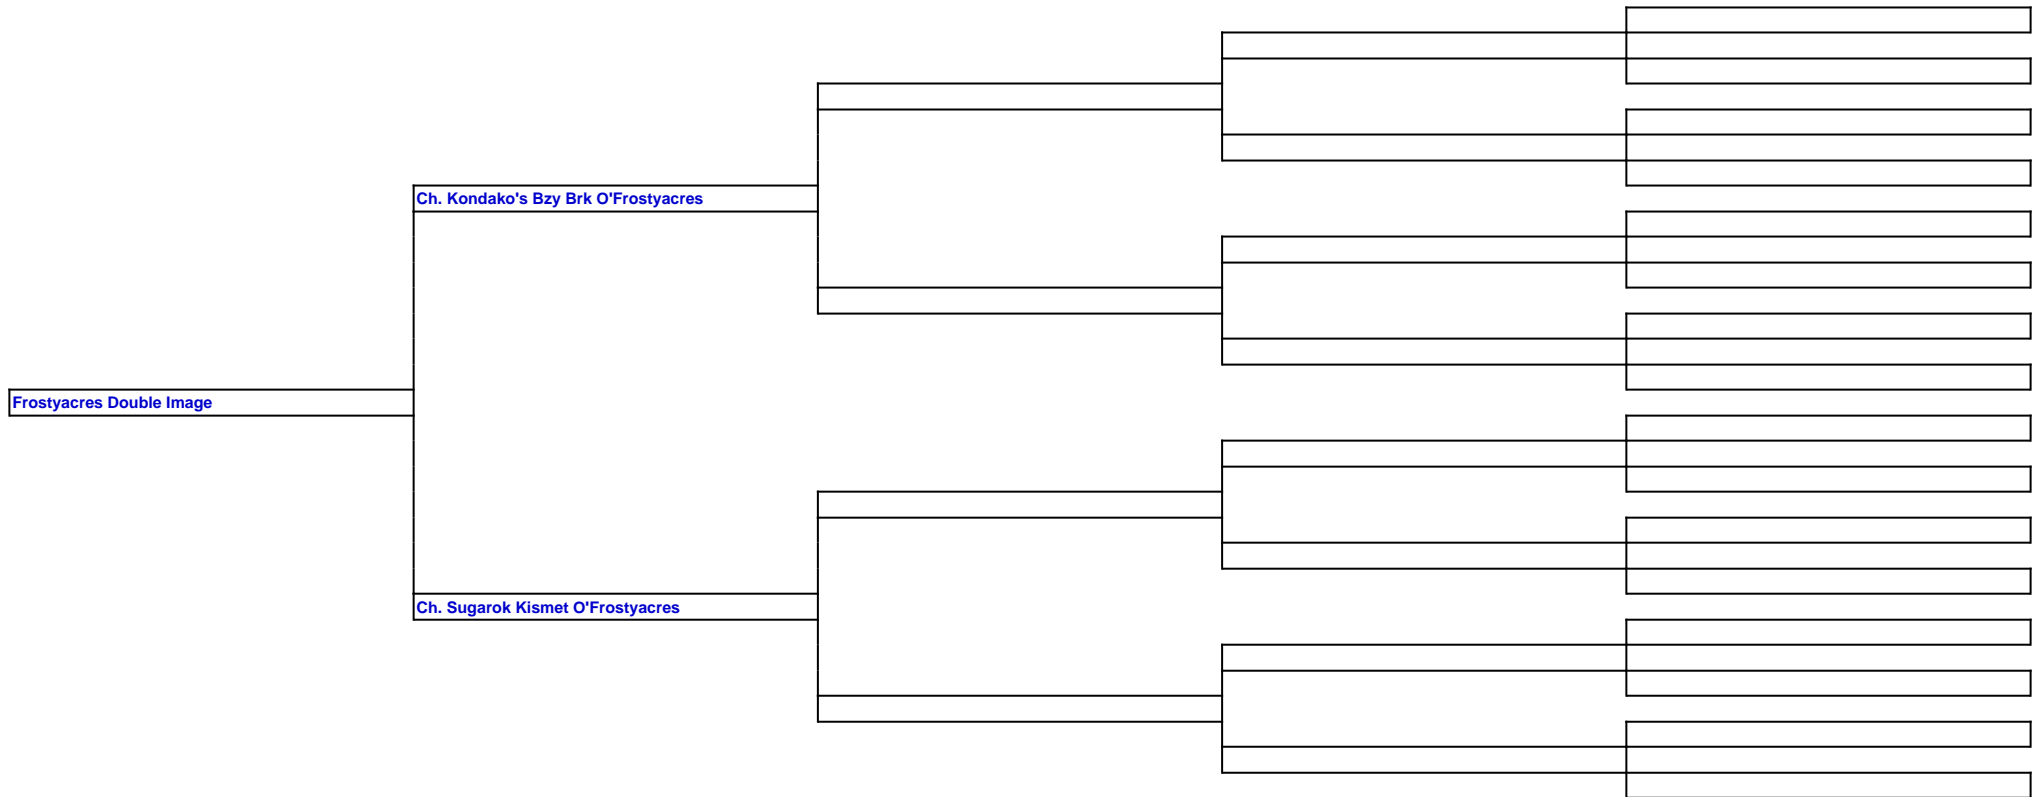 Ch. Kondako's Bzy Brk O'Frostyacres
Frostyacres Double Image
Ch. Sugarok Kismet O'Frostyacres